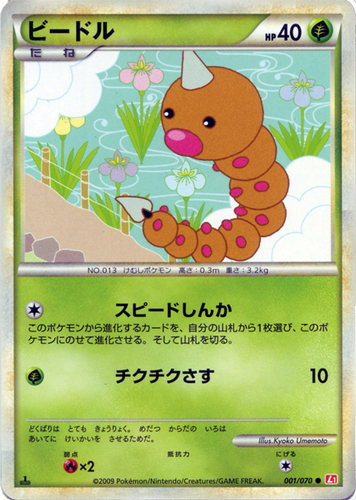 ビードル
HP40
たね
NO.013 けむしポケモン 高さ:0.3m 重さ:3.2kg
スピードしんか
このポケモンから進化するカードを、自分の山札から1枚選び、このポ
ケモンにのせて進化させる。そして山札を切る。
チクチクさす 10
どくばりは とても きょうりょく。 めだつ からだの いろは
あいてに けいかいを させるためだ。
Illus.Kyoko Umemoto
弱点 抵抗力 にげる
×2
1 ©2009 Pokémon/Nintendo/Creatures/GAME FREAK. L1 001/070